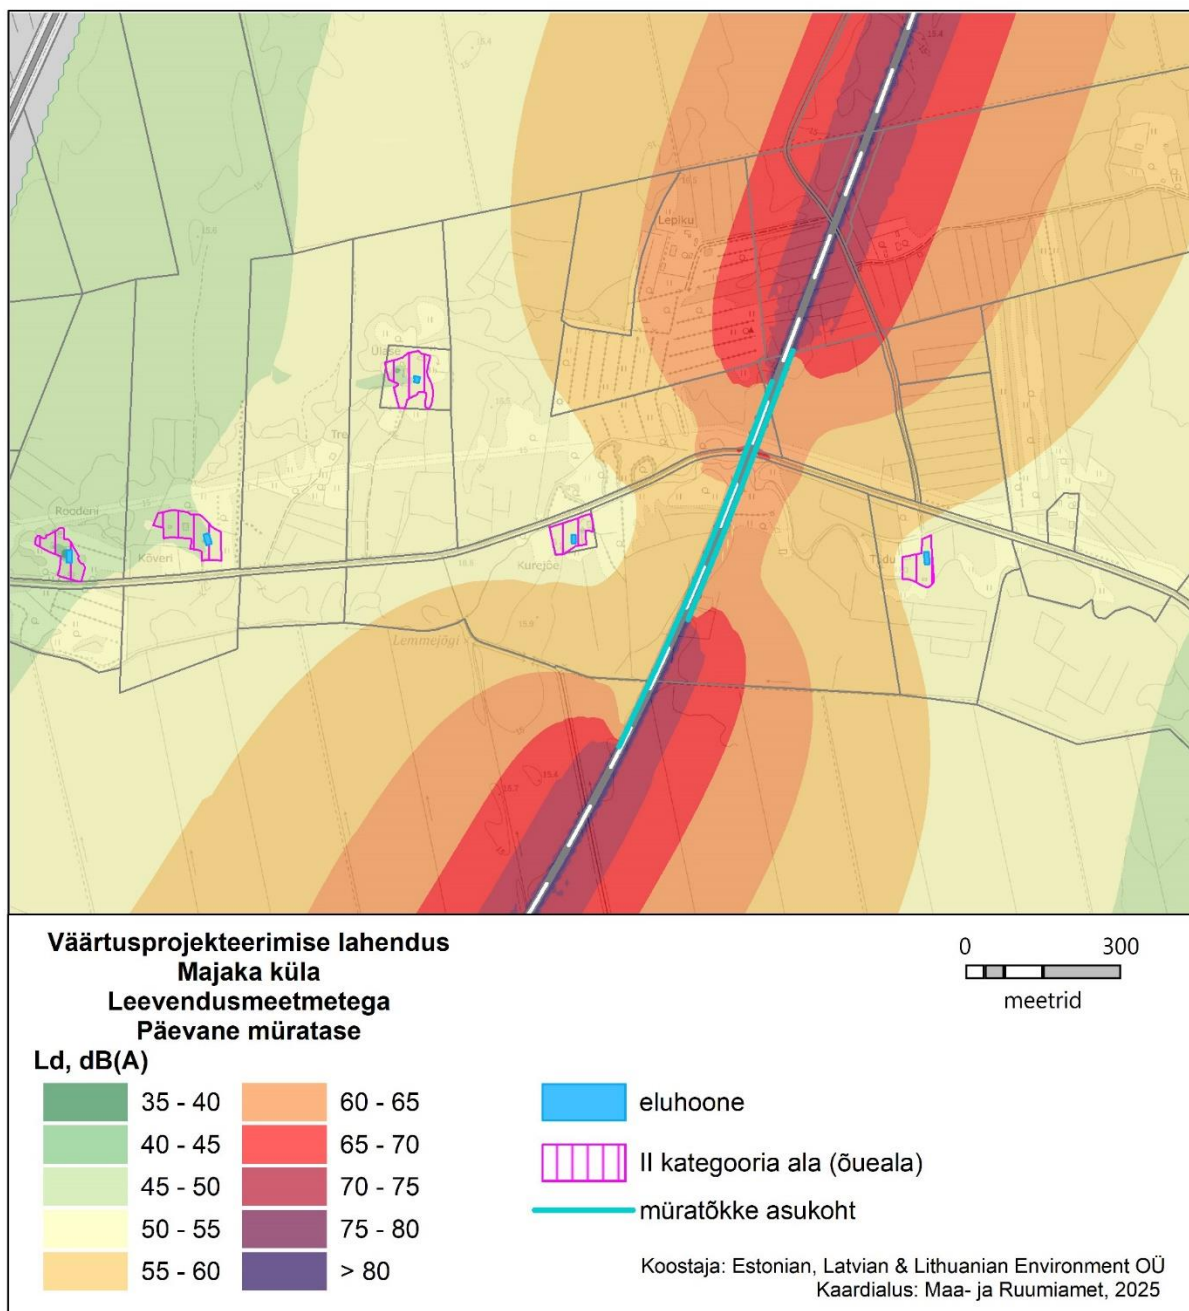 Lepiku
Ülase
Tre
Roodeni
Kõveri
Kurejõe
Lemmejõgi
Väärtusprojekteerimise lahendus
Majaka küla
Leevendusmeetmetega
Päevane müratase
Ld, dB(A)
35 - 40
40 - 45
45 - 50
50 - 55
55 - 60
60 - 65
65 - 70
70 - 75
75 - 80
> 80
eluhoone
II kategooria ala (õueala)
müratõkke asukoht
0 300
meetrid
Koostaja: Estonian, Latvian & Lithuanian Environment OÜ
Kaardialus: Maa- ja Ruumiamet, 2025